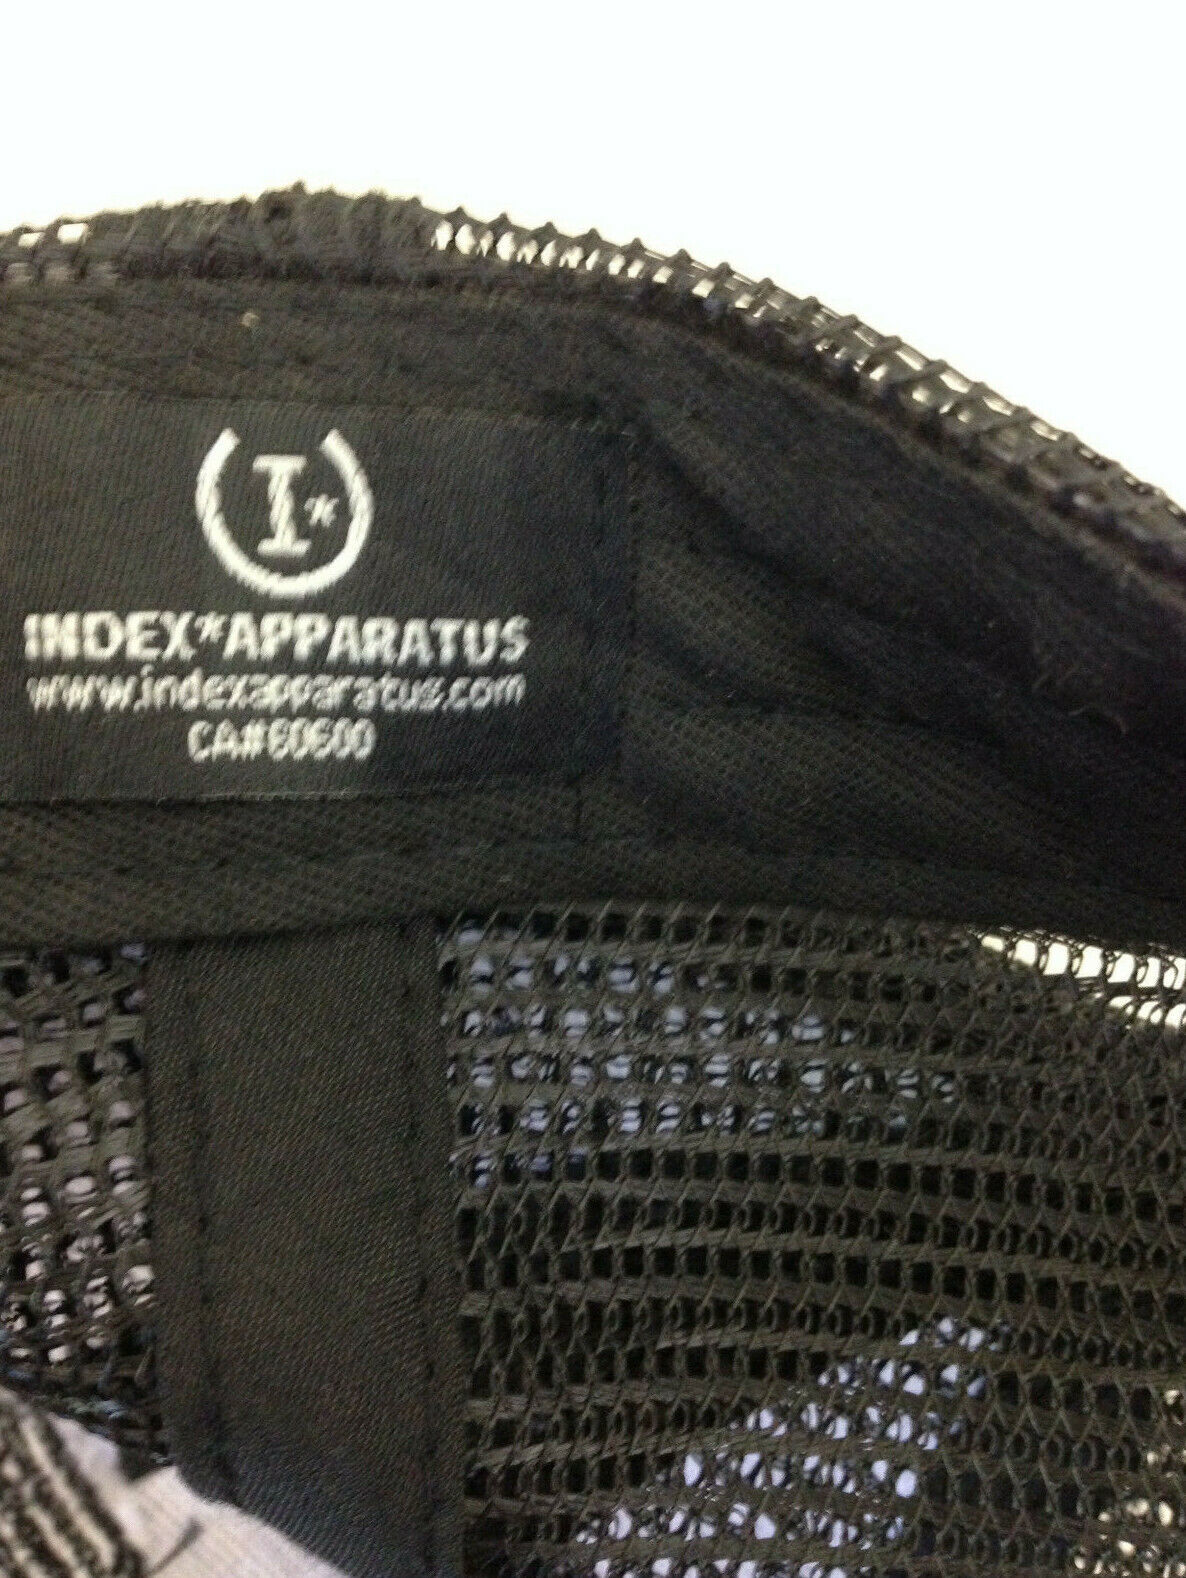 I*
INDEX*APPARATUS
www.indexapparatus.com
CA#60600